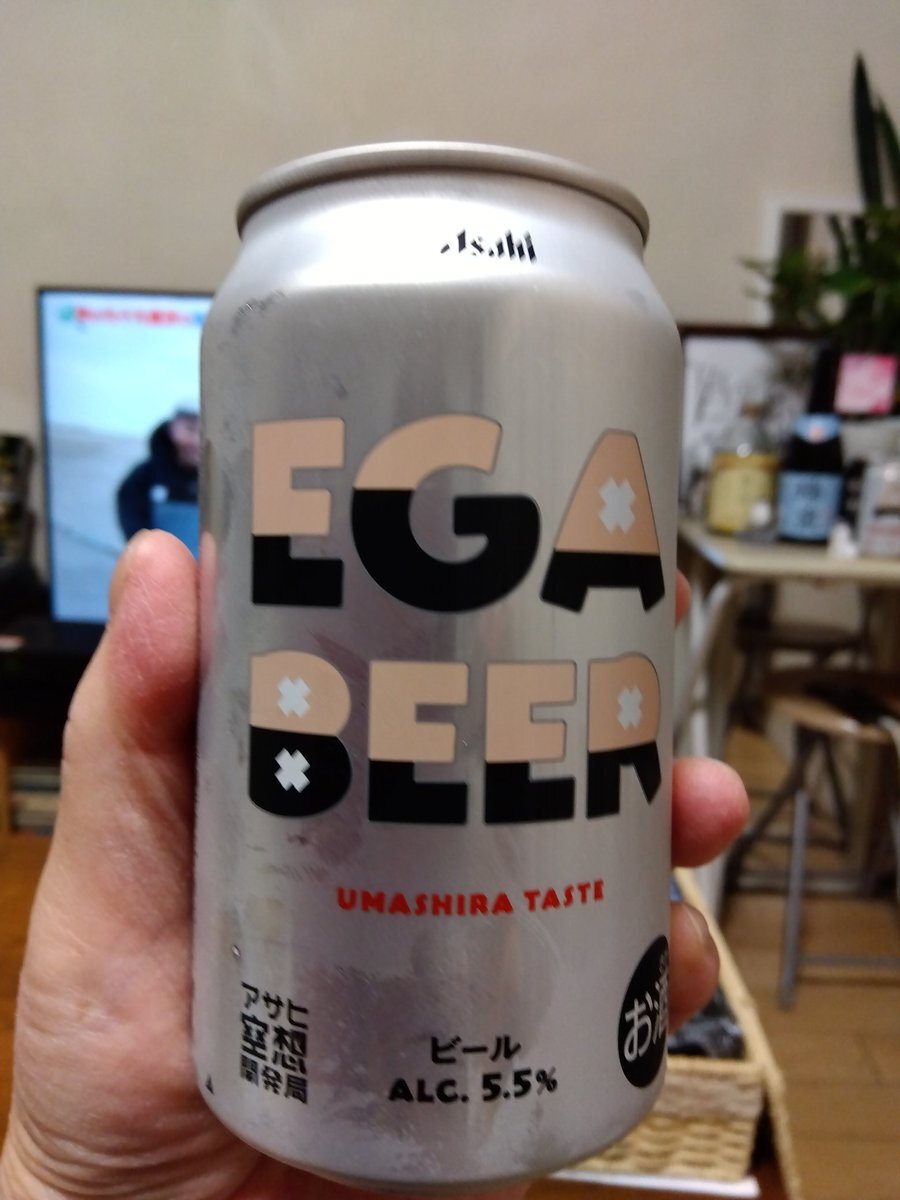 Asahi
EGA
BEER
UMASHIRA TASTE
アサヒ
空想
開発局
ビール
ALC. 5.5%
お酒